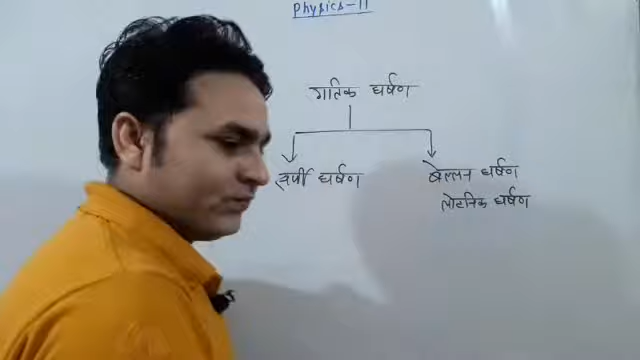 Physics-11
गतिक घर्षण
सर्पी घर्षण
बेल्लन घर्षण
लोटनिक घर्षण